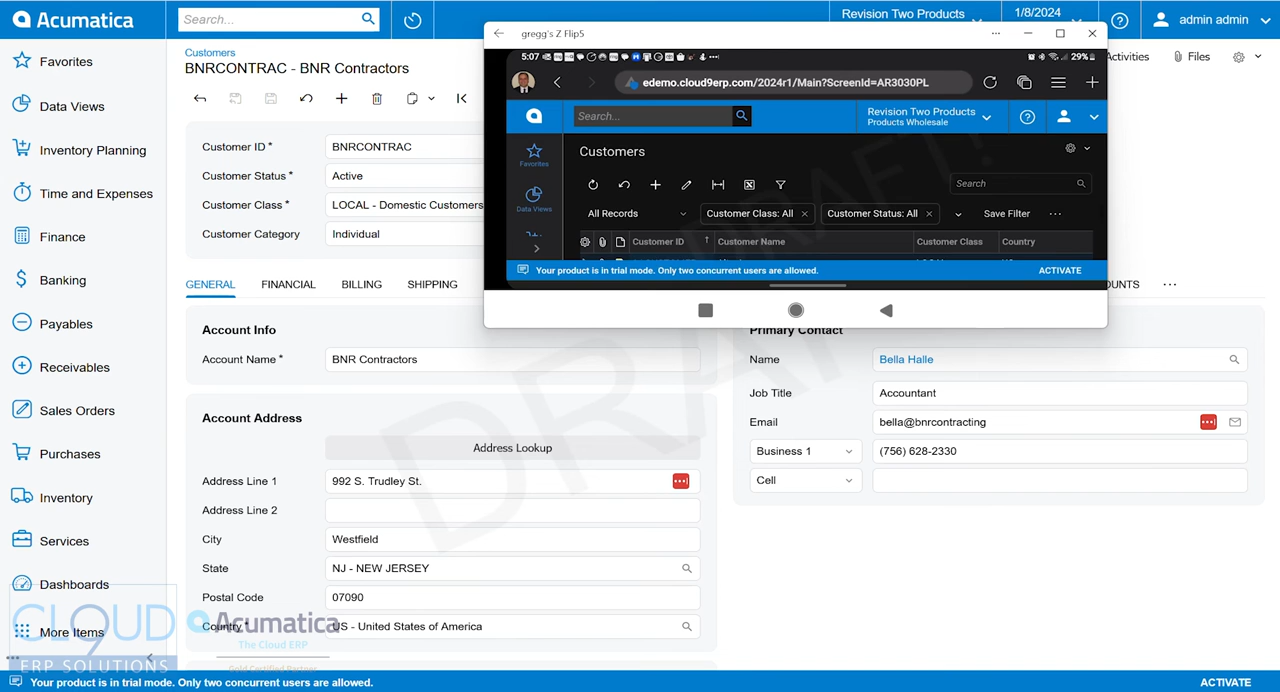 Acumatica
Search...
Revision Two Products
1/8/2024
admin admin
Favorites
Data Views
Inventory Planning
Time and Expenses
Finance
Banking
Payables
Receivables
Sales Orders
Purchases
Inventory
Services
Dashboards
More Items
Customers
BNRCONTRAC - BNR Contractors
Activities
Files
Customer ID *
BNRCONTRAC
Customer Status *
Active
Customer Class *
LOCAL - Domestic Customers
Customer Category
Individual
GENERAL
FINANCIAL
BILLING
SHIPPING
OUNTS
Account Info
Account Name *
BNR Contractors
Account Address
Address Lookup
Address Line 1
992 S. Trudley St.
Address Line 2
City
Westfield
State
NJ - NEW JERSEY
Postal Code
07090
Country *
US - United States of America
Primary Contact
Name
Bella Halle
Job Title
Accountant
Email
bella@bnrcontracting
Business 1
(756) 628-2330
Cell
gregg's Z Flip5
5:07
29%
edemo.cloud9erp.com/2024r1/Main?ScreenId=AR3030PL
Search...
Revision Two Products
Products Wholesale
Favorites
Data Views
Customers
Search
All Records
Customer Class: All
Customer Status: All
Save Filter
Customer ID
Customer Name
Customer Class
Country
Your product is in trial mode. Only two concurrent users are allowed.
ACTIVATE
DRAFT!
DRAFT!
CLOUD 9
ERP SOLUTIONS
Acumatica
The Cloud ERP
Gold Certified Partner
Your product is in trial mode. Only two concurrent users are allowed.
ACTIVATE